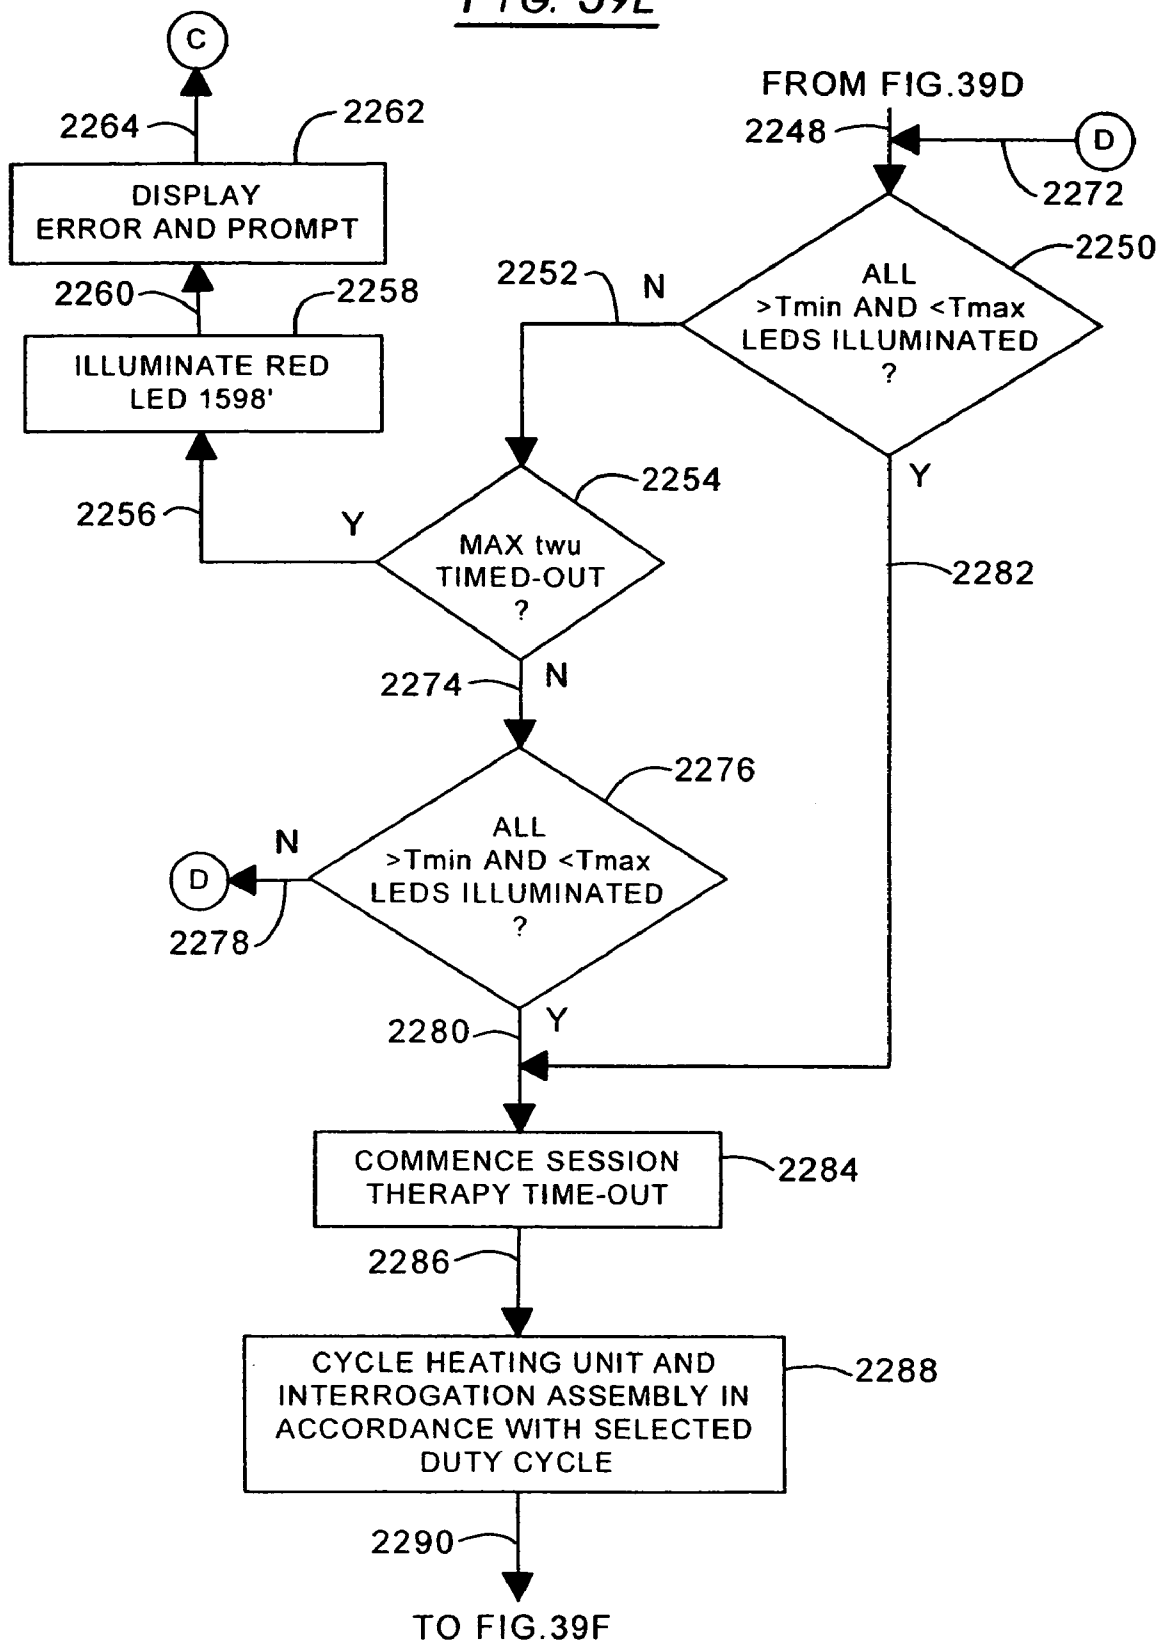 FIG. 39E
C
FROM FIG.39D
2264
2262
2248
D
2272
DISPLAY
ERROR AND PROMPT
2250
2252
N
ALL
>Tmin AND <Tmax
LEDS ILLUMINATED
?
2260
2258
ILLUMINATE RED
LED 1598'
Y
2254
2256
Y
MAX twu
TIMED-OUT
?
2282
2274
N
2276
ALL
>Tmin AND <Tmax
LEDS ILLUMINATED
?
N
D
2278
2280
Y
COMMENCE SESSION
THERAPY TIME-OUT
2284
2286
CYCLE HEATING UNIT AND
INTERROGATION ASSEMBLY IN
ACCORDANCE WITH SELECTED
DUTY CYCLE
2288
2290
TO FIG.39F